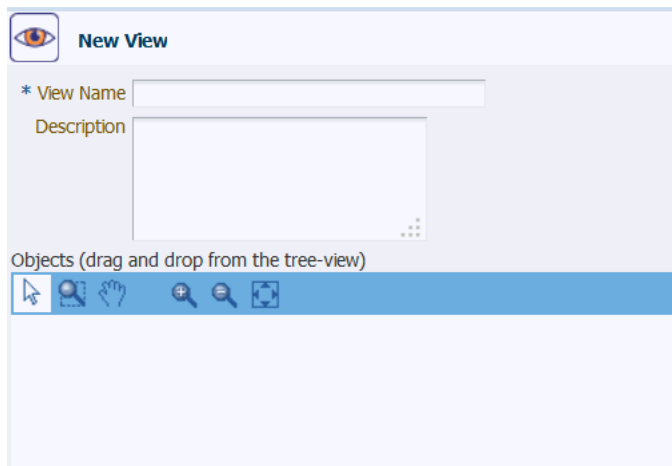 New View
* View Name
Description
Objects (drag and drop from the tree-view)